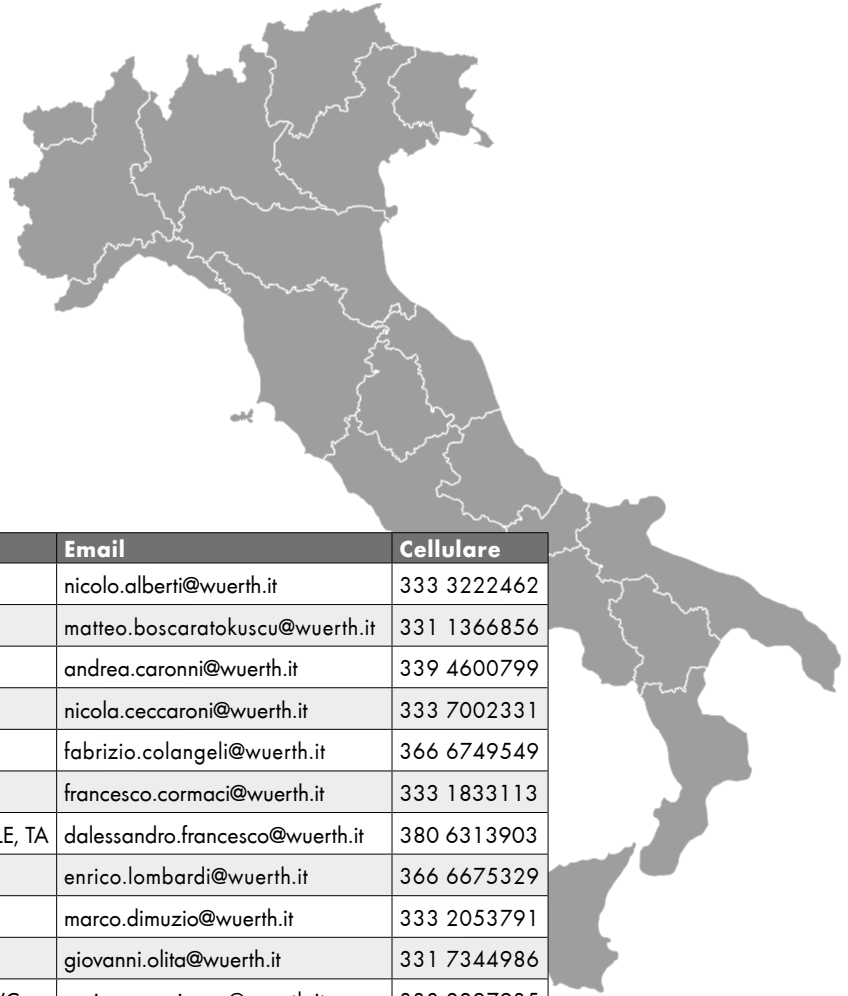 Email Cellulare
nicolo.alberti@wuerth.it 333 3222462
matteo.boscaratokuscu@wuerth.it 331 1366856
andrea.caronni@wuerth.it 339 4600799
nicola.ceccaroni@wuerth.it 333 7002331
fabrizio.colangeli@wuerth.it 366 6749549
francesco.cormaci@wuerth.it 333 1833113
LE, TA dalessandro.francesco@wuerth.it 380 6313903
enrico.lombardi@wuerth.it 366 6675329
marco.dimuzio@wuerth.it 333 2053791
giovanni.olita@wuerth.it 331 7344986